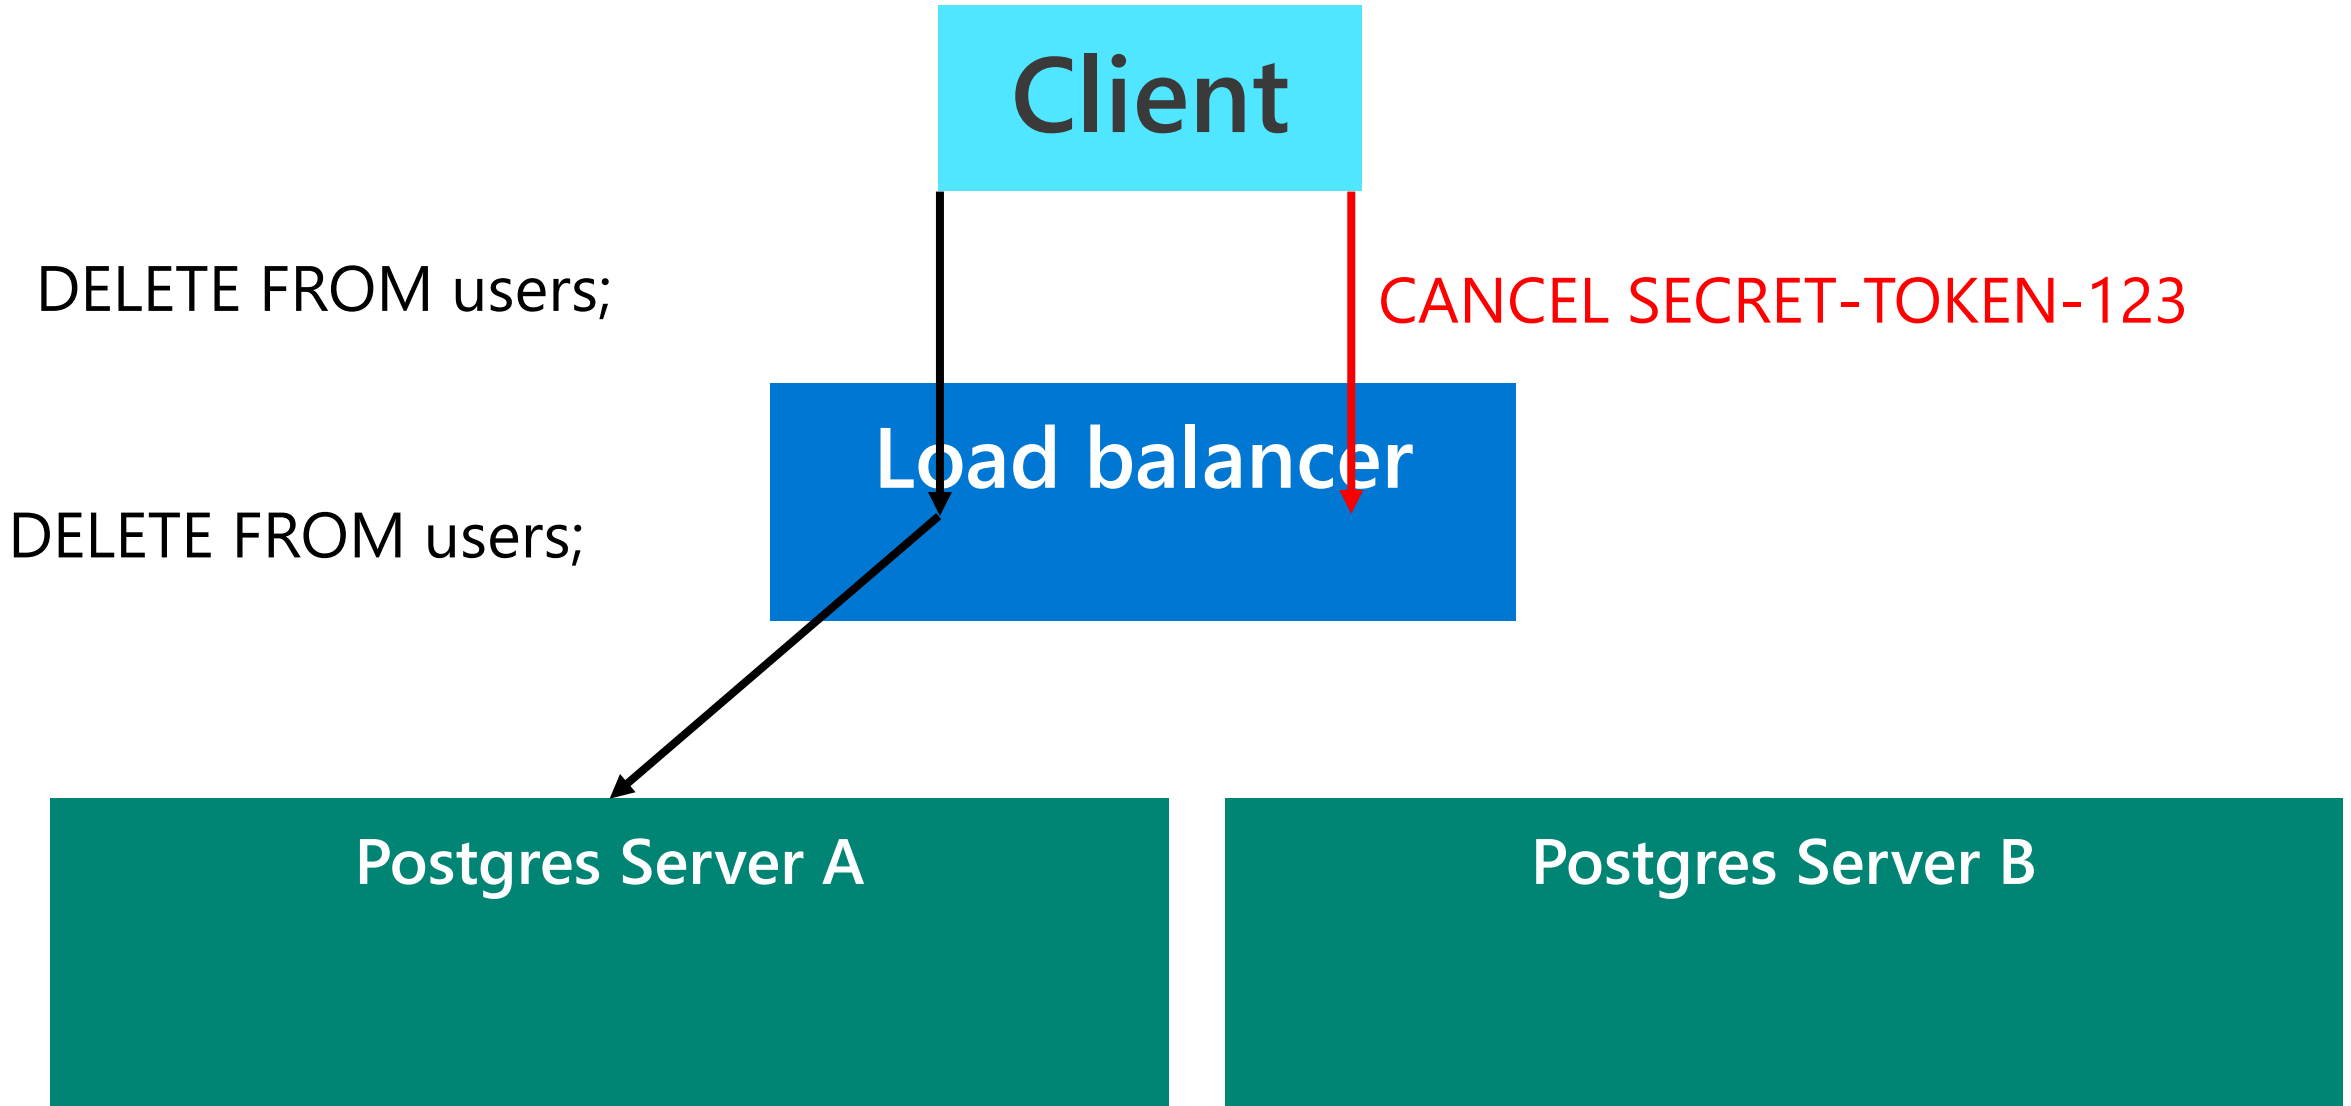 Client
DELETE FROM users;
CANCEL SECRET-TOKEN-123
Load balancer
DELETE FROM users;
Postgres Server A
Postgres Server B